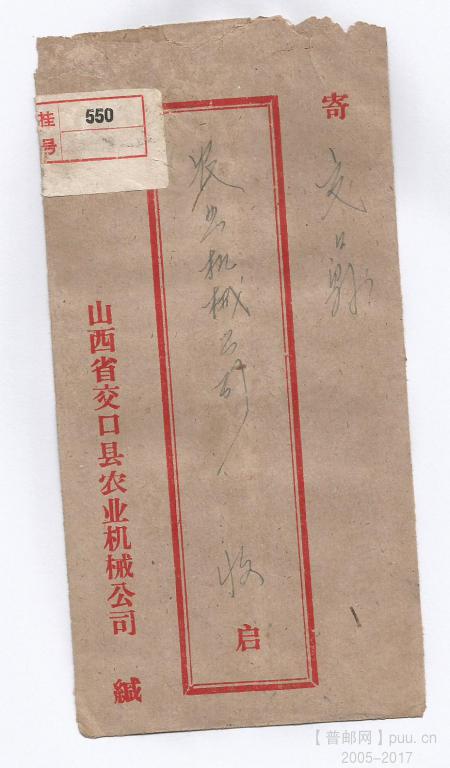 寄
交口县
农业机械公司 收
启
挂
号
550
山西省交口县农业机械公司 缄
【普邮网】puu.cn
2005-2017